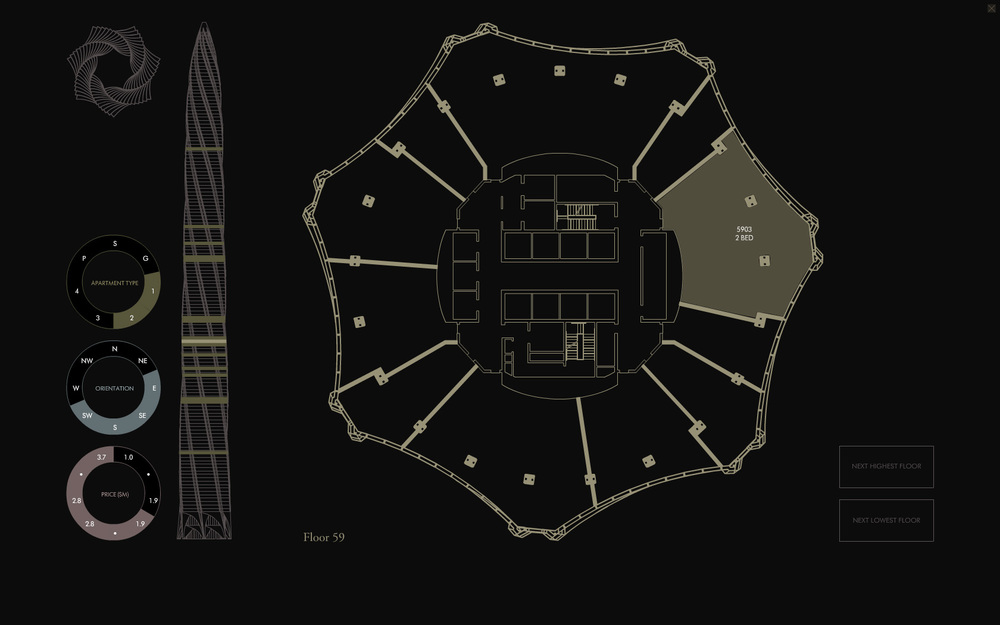 S
P
G
4
APARTMENT TYPE
1
3
2
N
NW
NE
W
ORIENTATION
E
SW
SE
S
3.7
1.0
PRICE ($M)
2.8
1.9
2.8
1.9
5903
2 BED
Floor 59
NEXT HIGHEST FLOOR
NEXT LOWEST FLOOR